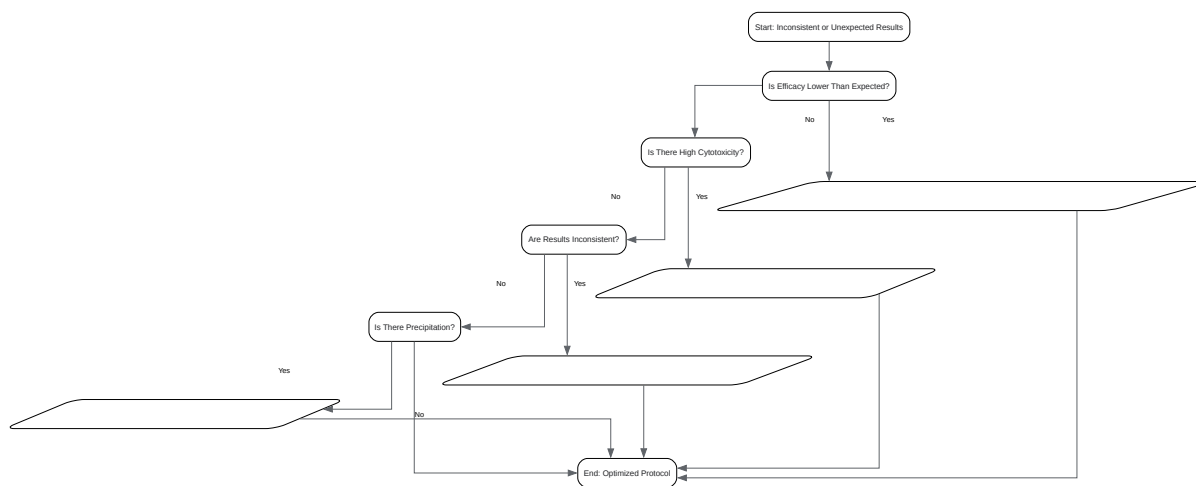 Start: Inconsistent or Unexpected Results
Is Efficacy Lower Than Expected?
No
Yes
Is There High Cytotoxicity?
No
Yes
Are Results Inconsistent?
No
Yes
Is There Precipitation?
Yes
No
End: Optimized Protocol